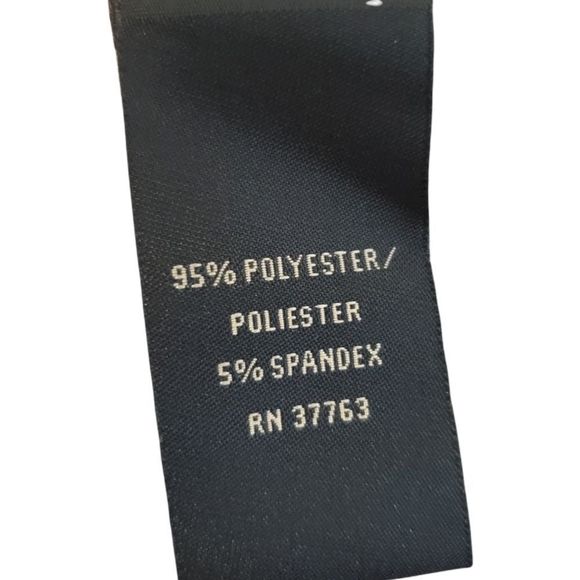 95% POLYESTER/
POLIESTER
5% SPANDEX
RN 37763